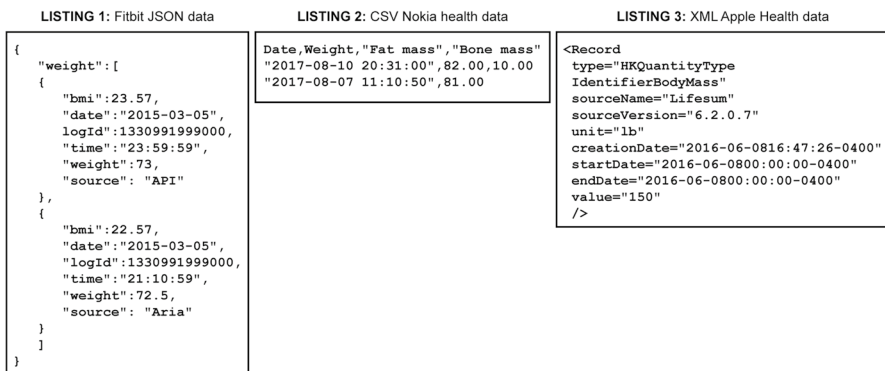 LISTING 1: Fitbit JSON data
{
"weight":[
{
"bmi":23.57,
"date":"2015-03-05",
logId":1330991999000,
"time":"23:59:59",
"weight":73,
"source": "API"
},
{
"bmi":22.57,
"date":"2015-03-05",
"logId":1330991999000,
"time":"21:10:59",
"weight":72.5,
"source": "Aria"
}
]
}
LISTING 2: CSV Nokia health data
Date,Weight,"Fat mass","Bone mass"
"2017-08-10 20:31:00",82.00,10.00
"2017-08-07 11:10:50",81.00
LISTING 3: XML Apple Health data
<Record
type="HKQuantityType
IdentifierBodyMass"
sourceName="Lifesum"
sourceVersion="6.2.0.7"
unit="lb"
creationDate="2016-06-0816:47:26-0400"
startDate="2016-06-0800:00:00-0400"
endDate="2016-06-0800:00:00-0400"
value="150"
/>